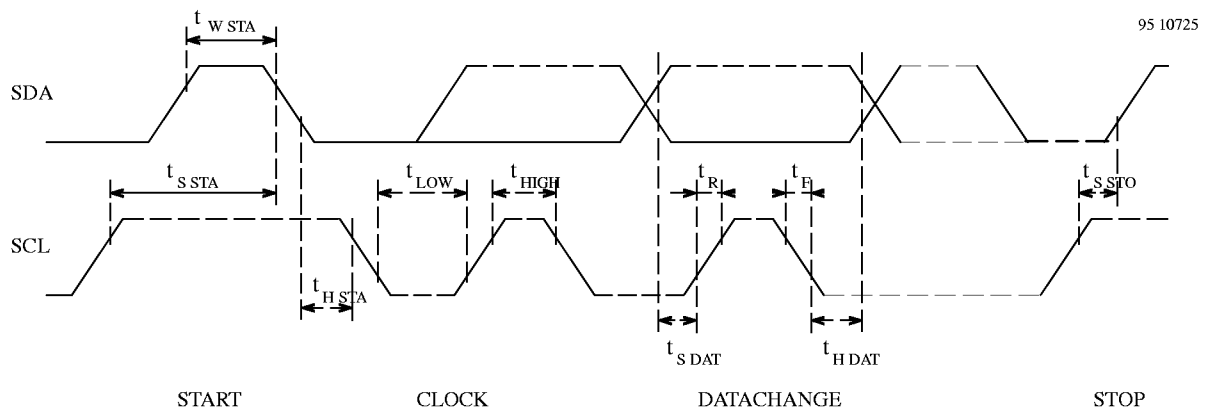 t W STA
95 10725
SDA
t S STA
t LOW
t HIGH
t R
t F
t S STO
SCL
t H STA
t S DAT
t H DAT
START CLOCK DATACHANGE STOP